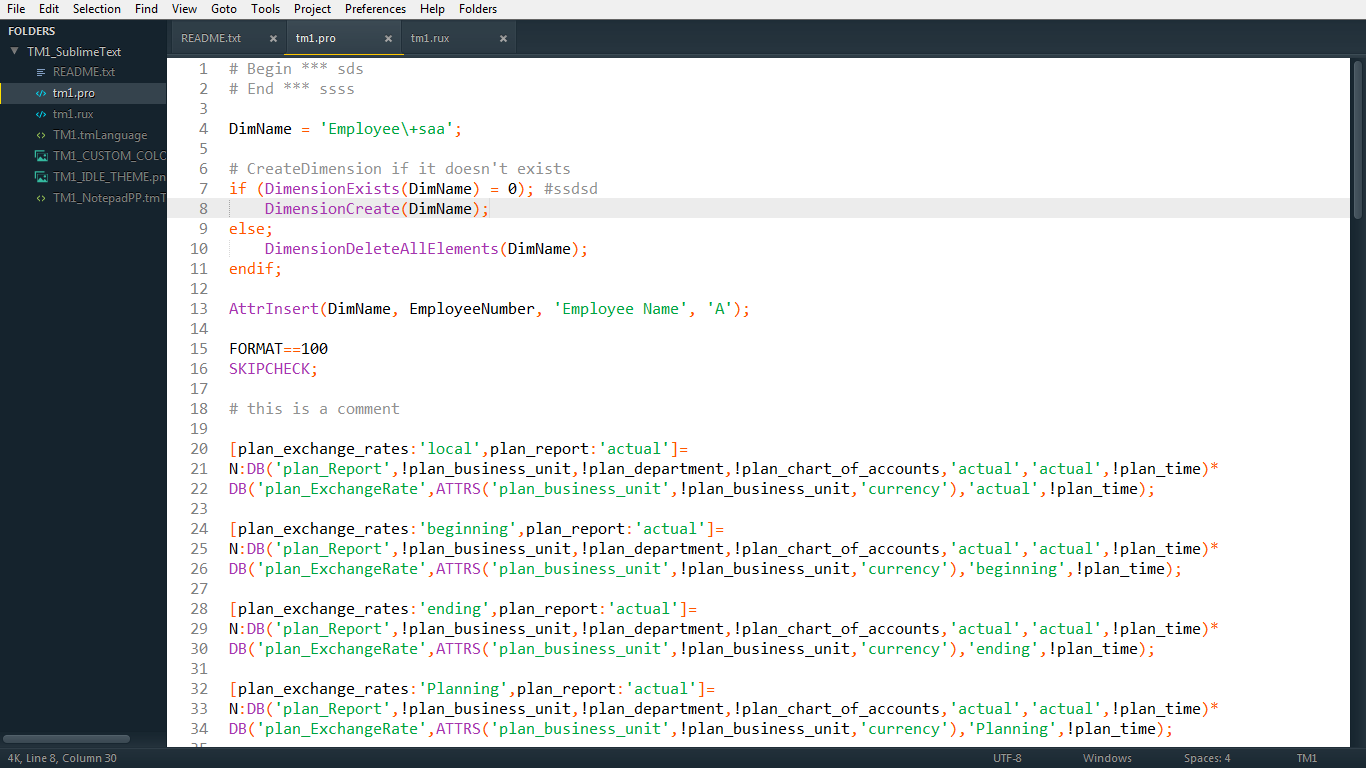 File Edit Selection Find View Goto Tools Project Preferences Help Folders
FOLDERS
TM1_SublimeText
README.txt
tm1.pro
tm1.rux
TM1.tmLanguage
TM1_CUSTOM_COLO
TM1_IDLE_THEME.pn
TM1_NotepadPP.tmT
README.txt × tm1.pro × tm1.rux ×
1 # Begin *** sds
2 # End *** ssss
3
4 DimName = 'Employee\+saa';
5
6 # CreateDimension if it doesn't exists
7 if (DimensionExists(DimName) = 0); #ssdsd
8     DimensionCreate(DimName);
9 else;
10     DimensionDeleteAllElements(DimName);
11 endif;
12
13 AttrInsert(DimName, EmployeeNumber, 'Employee Name', 'A');
14
15 FORMAT==100
16 SKIPCHECK;
17
18 # this is a comment
19
20 [plan_exchange_rates:'local',plan_report:'actual']=
21 N:DB('plan_Report',!plan_business_unit,!plan_department,!plan_chart_of_accounts,'actual','actual',!plan_time)*
22 DB('plan_ExchangeRate',ATTRS('plan_business_unit',!plan_business_unit,'currency'),'actual',!plan_time);
23
24 [plan_exchange_rates:'beginning',plan_report:'actual']=
25 N:DB('plan_Report',!plan_business_unit,!plan_department,!plan_chart_of_accounts,'actual','actual',!plan_time)*
26 DB('plan_ExchangeRate',ATTRS('plan_business_unit',!plan_business_unit,'currency'),'beginning',!plan_time);
27
28 [plan_exchange_rates:'ending',plan_report:'actual']=
29 N:DB('plan_Report',!plan_business_unit,!plan_department,!plan_chart_of_accounts,'actual','actual',!plan_time)*
30 DB('plan_ExchangeRate',ATTRS('plan_business_unit',!plan_business_unit,'currency'),'ending',!plan_time);
31
32 [plan_exchange_rates:'Planning',plan_report:'actual']=
33 N:DB('plan_Report',!plan_business_unit,!plan_department,!plan_chart_of_accounts,'actual','actual',!plan_time)*
34 DB('plan_ExchangeRate',ATTRS('plan_business_unit',!plan_business_unit,'currency'),'Planning',!plan_time);
4K, Line 8, Column 30 UTF-8 Windows Spaces: 4 TM1